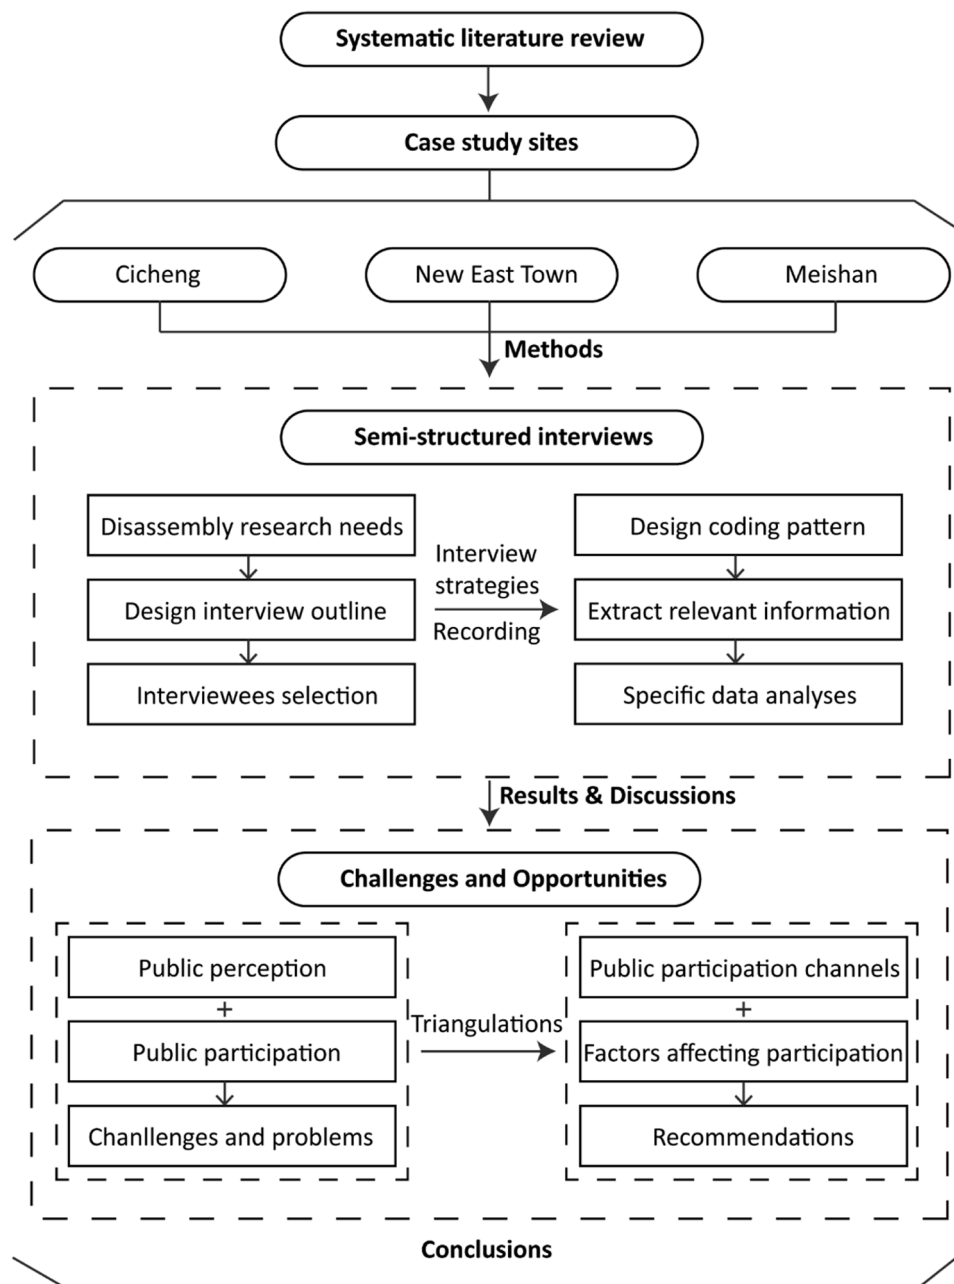 Systematic literature review
Case study sites
Cicheng
New East Town
Meishan
Methods
Semi-structured interviews
Disassembly research needs
Design interview outline
Interviewees selection
Interview
strategies
Recording
Design coding pattern
Extract relevant information
Specific data analyses
Results & Discussions
Challenges and Opportunities
Public perception
+
Public participation
Chanllenges and problems
Triangulations
Public participation channels
+
Factors affecting participation
Recommendations
Conclusions